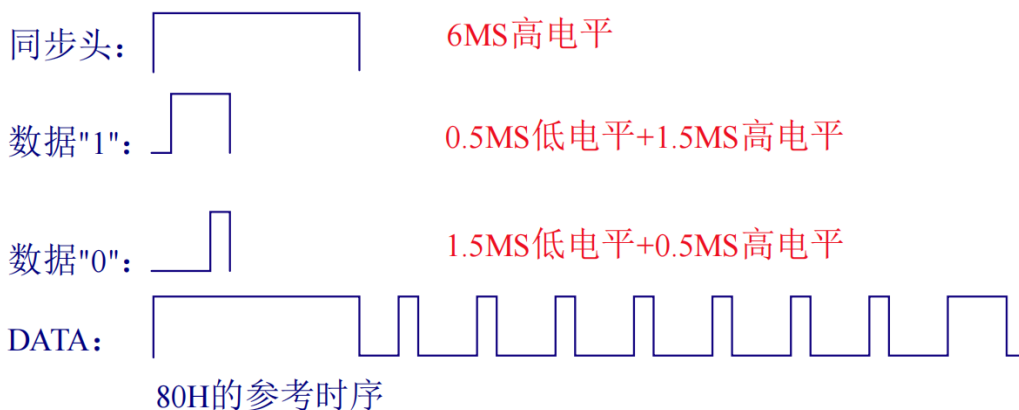 同步头： 6MS高电平
数据"1"： 0.5MS低电平+1.5MS高电平
数据"0"： 1.5MS低电平+0.5MS高电平
DATA：
80H的参考时序